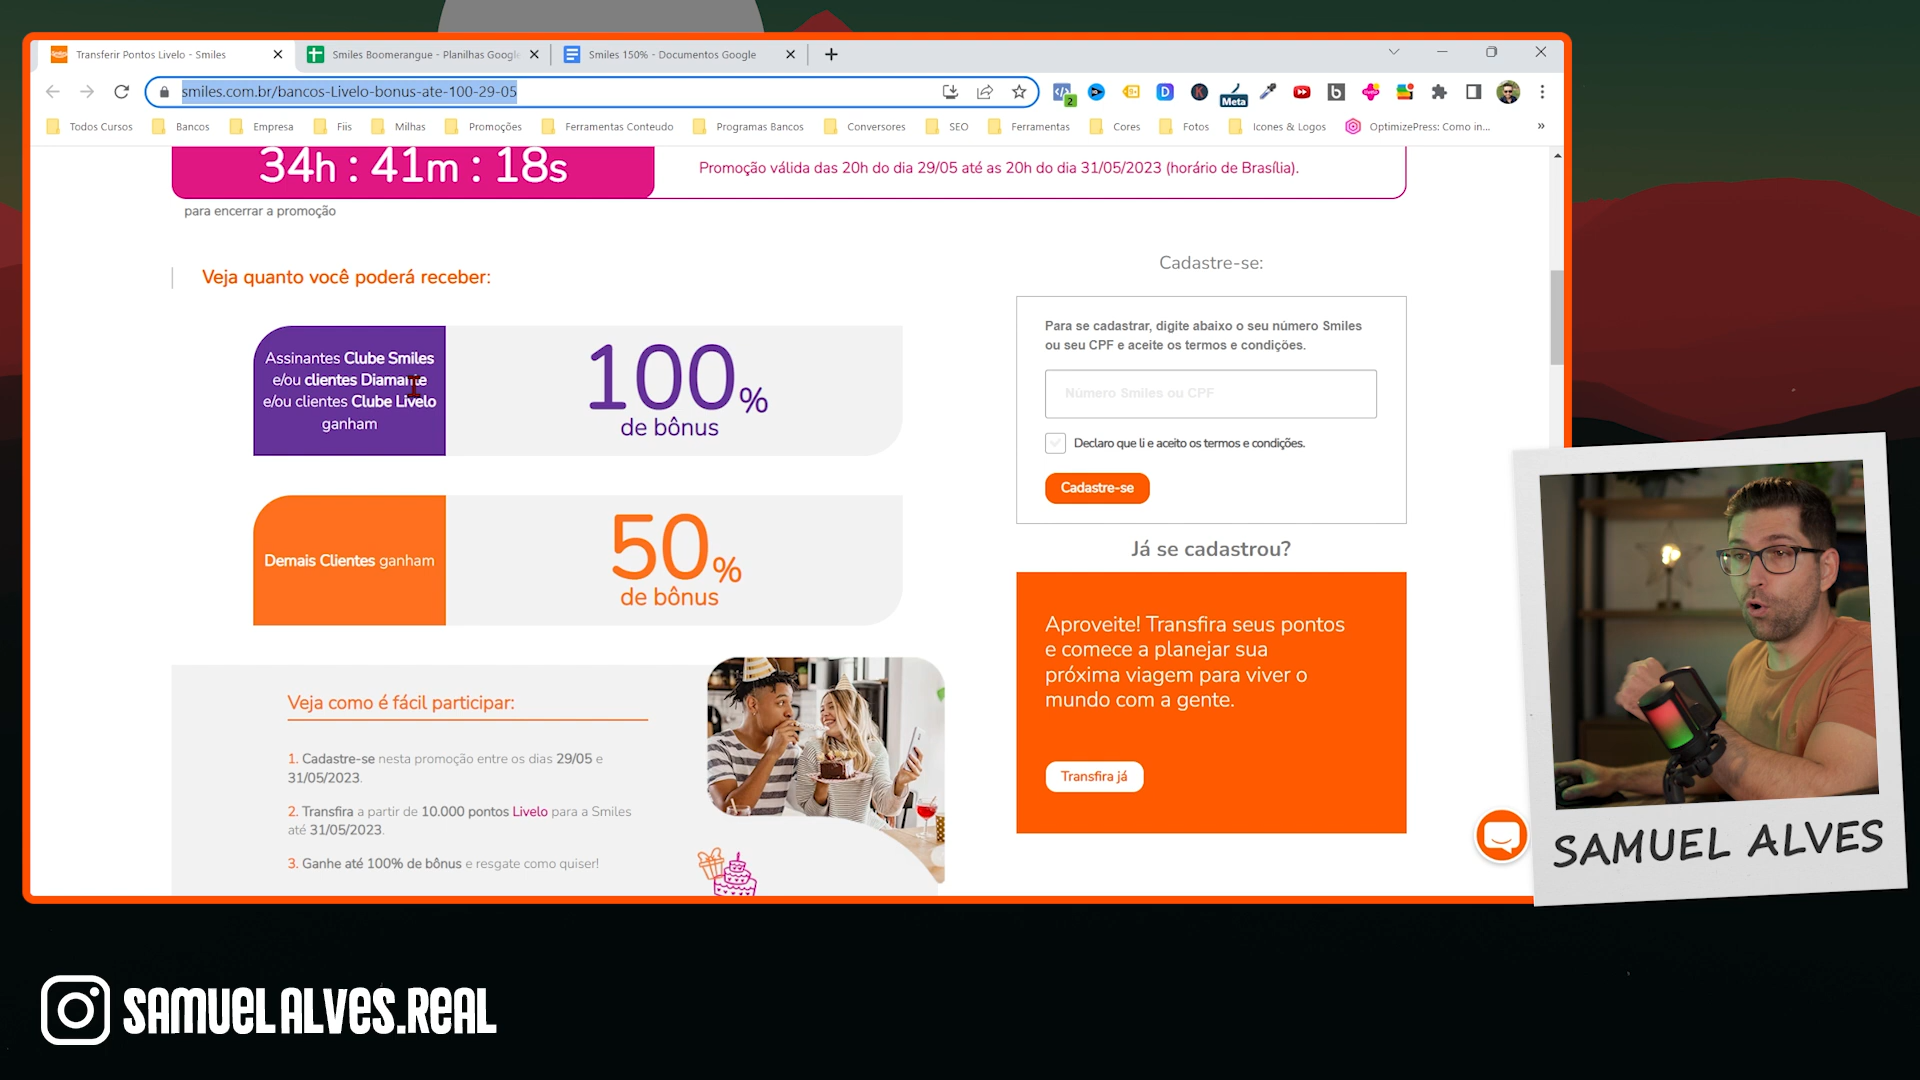 Transferir Pontos Livelo - Smiles
Smiles Boomerangue - Planilhas Google
Smiles 150% - Documentos Google
smiles.com.br/bancos-Livelo-bonus-ate-100-29-05
2
Meta
Todos Cursos
Bancos
Empresa
Fiis
Milhas
Promoções
Ferramentas Conteudo
Programas Bancos
Conversores
SEO
Ferramentas
Cores
Fotos
Icones & Logos
OptimizePress: Como in...
34h : 41m : 18s
Promoção válida das 20h do dia 29/05 até as 20h do dia 31/05/2023 (horário de Brasília).
para encerrar a promoção
Veja quanto você poderá receber:
Assinantes Clube Smiles
e/ou clientes Diamante
e/ou clientes Clube Livelo
ganham
100%
de bônus
Demais Clientes ganham
50%
de bônus
Veja como é fácil participar:
1. Cadastre-se nesta promoção entre os dias 29/05 e
31/05/2023.
2. Transfira a partir de 10.000 pontos Livelo para a Smiles
até 31/05/2023.
3. Ganhe até 100% de bônus e resgate como quiser!
Cadastre-se:
Para se cadastrar, digite abaixo o seu número Smiles
ou seu CPF e aceite os termos e condições.
Número Smiles ou CPF
Declaro que li e aceito os termos e condições.
Cadastre-se
Já se cadastrou?
Aproveite! Transfira seus pontos
e comece a planejar sua
próxima viagem para viver o
mundo com a gente.
Transfira já
SAMUEL ALVES
SAMUELALVES.REAL